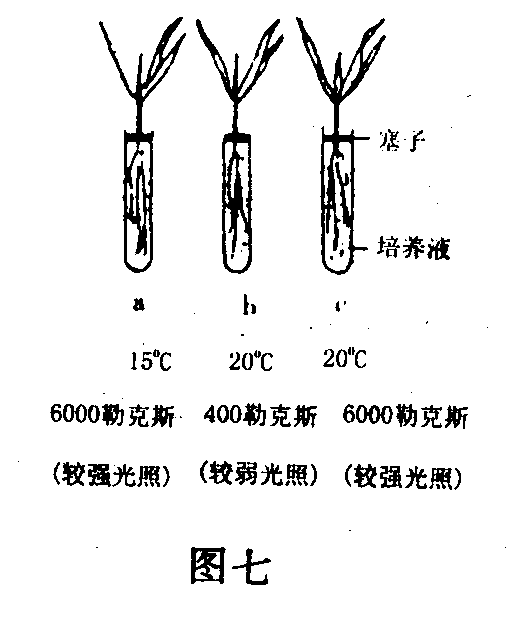 塞子
培养液
a b c
15°C 20°C 20°C
6000勒克斯 400勒克斯 6000勒克斯
(较强光照) (较弱光照) (较强光照)
图七